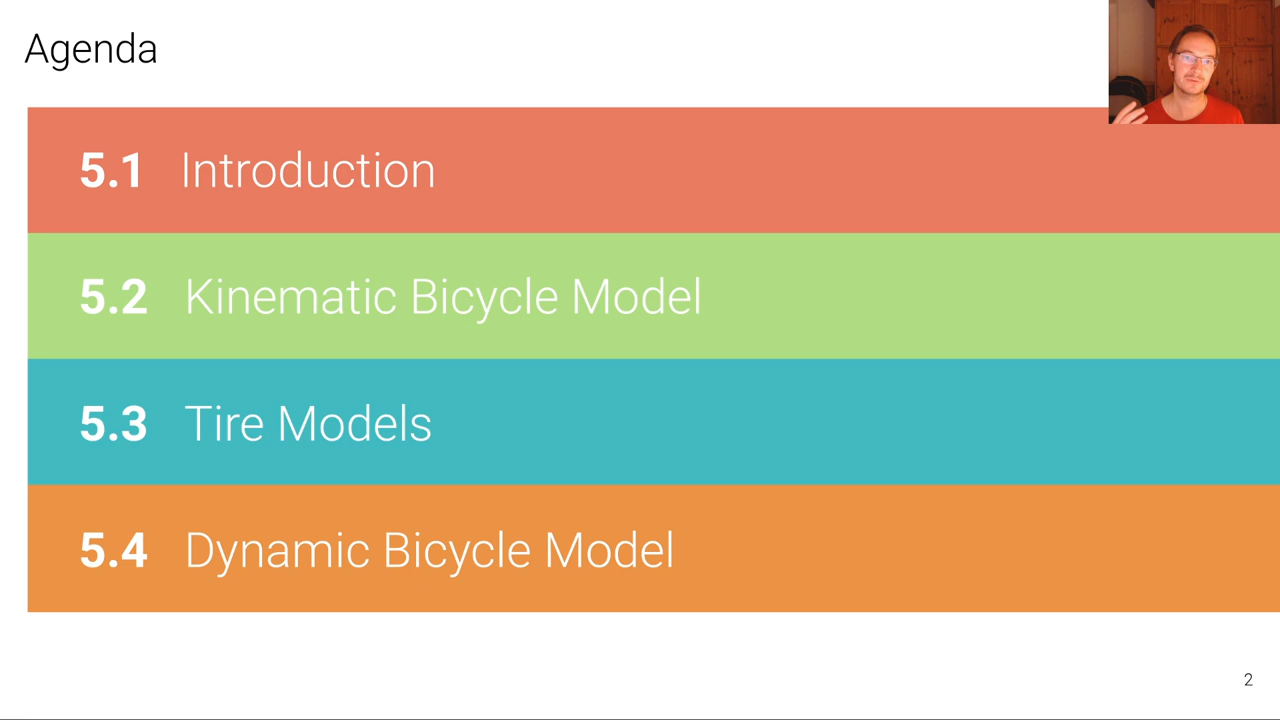 Agenda
5.1 Introduction
5.2 Kinematic Bicycle Model
5.3 Tire Models
5.4 Dynamic Bicycle Model
2